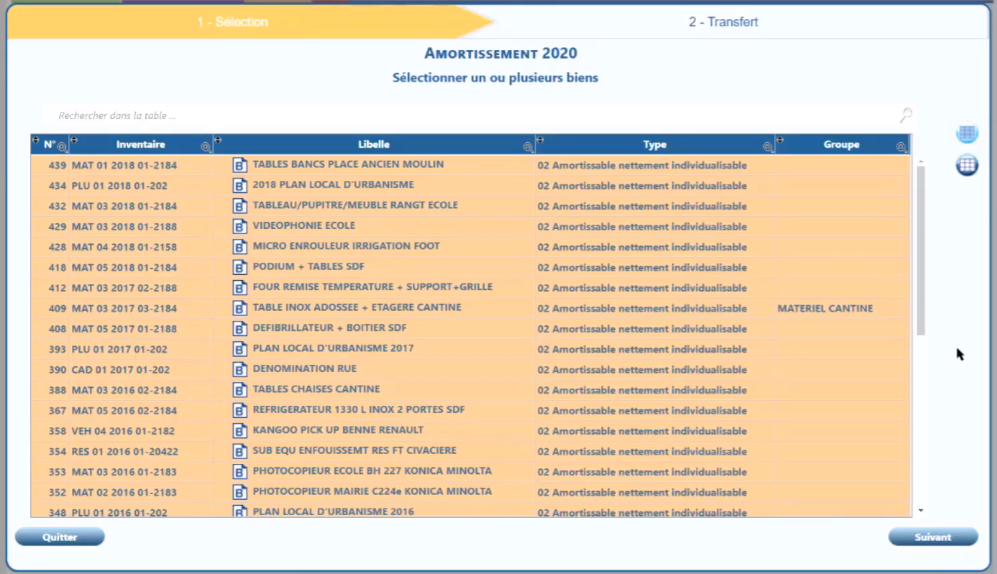 1 - Sélection
2 - Transfert
AMORTISSEMENT 2020
Sélectionner un ou plusieurs biens
Rechercher dans la table ...
N° Inventaire Libelle Type Groupe
439 MAT 01 2018 01-2184 TABLES BANCS PLACE ANCIEN MOULIN 02 Amortissable nettement individualisable
434 PLU 01 2018 01-202 2018 PLAN LOCAL D'URBANISME 02 Amortissable nettement individualisable
432 MAT 03 2018 01-2184 TABLEAU/PUPITRE/MEUBLE RANGT ECOLE 02 Amortissable nettement individualisable
429 MAT 03 2018 01-2188 VIDEOPHONIE ECOLE 02 Amortissable nettement individualisable
428 MAT 04 2018 01-2158 MICRO ENROULEUR IRRIGATION FOOT 02 Amortissable nettement individualisable
418 MAT 05 2018 01-2184 PODIUM + TABLES SDF 02 Amortissable nettement individualisable
412 MAT 03 2017 02-2188 FOUR REMISE TEMPERATURE + SUPPORT+GRILLE 02 Amortissable nettement individualisable
409 MAT 03 2017 03-2184 TABLE INOX ADOSSEE + ETAGERE CANTINE 02 Amortissable nettement individualisable MATERIEL CANTINE
408 MAT 05 2017 01-2188 DEFIBRILLATEUR + BOITIER SDF 02 Amortissable nettement individualisable
393 PLU 01 2017 01-202 PLAN LOCAL D'URBANISME 2017 02 Amortissable nettement individualisable
390 CAD 01 2017 01-202 DENOMINATION RUE 02 Amortissable nettement individualisable
388 MAT 03 2016 02-2184 TABLES CHAISES CANTINE 02 Amortissable nettement individualisable
367 MAT 05 2016 02-2184 REFRIGERATEUR 1330 L INOX 2 PORTES SDF 02 Amortissable nettement individualisable
358 VEH 04 2016 01-2182 KANGOO PICK UP BENNE RENAULT 02 Amortissable nettement individualisable
354 RES 01 2016 01-20422 SUB EQU ENFOUISSEMT RES FT CIVACIERE 02 Amortissable nettement individualisable
353 MAT 03 2016 01-2183 PHOTOCOPIEUR ECOLE BH 227 KONICA MINOLTA 02 Amortissable nettement individualisable
352 MAT 02 2016 01-2183 PHOTOCOPIEUR MAIRIE C224e KONICA MINOLTA 02 Amortissable nettement individualisable
348 PLU 01 2016 01-202 PLAN LOCAL D'URBANISME 2016 02 Amortissable nettement individualisable
Quitter
Suivant